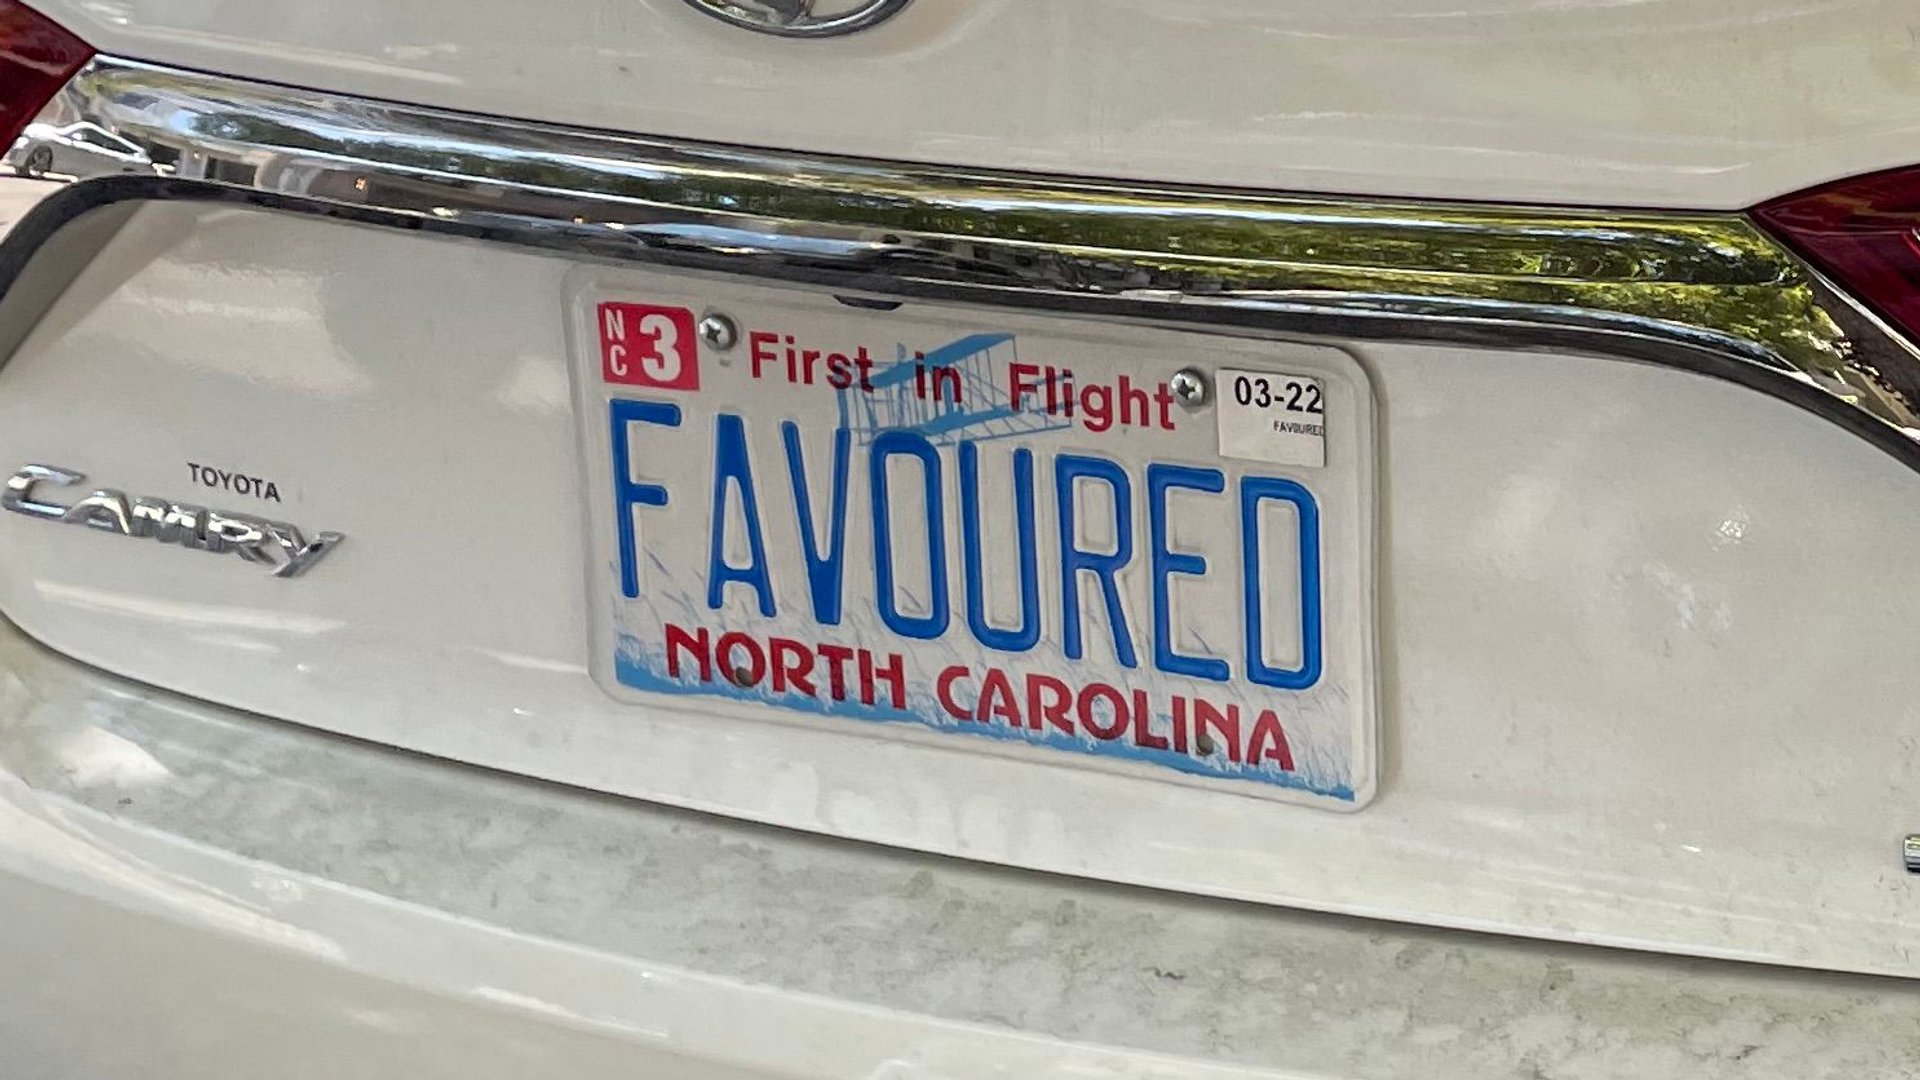 NC 3
First in Flight
03-22
FAVOURED
FAVOURED
NORTH CAROLINA
TOYOTA
CAMRY